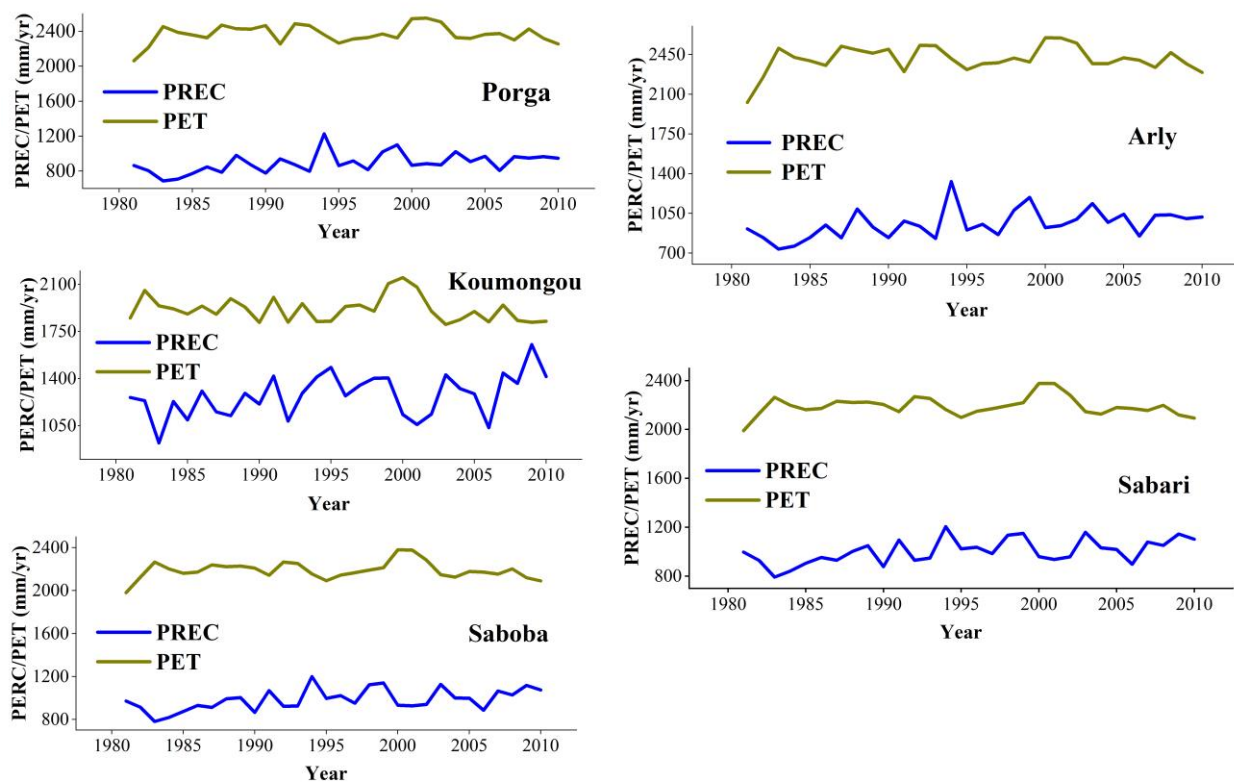 PREC/PET (mm/yr)
2400
2000
1600
1200
800
PREC
PET
Porga
1980 1985 1990 1995 2000 2005 2010
Year
PERC/PET (mm/yr)
2450
2100
1750
1400
1050
700
PREC
PET
Arly
1980 1985 1990 1995 2000 2005 2010
Year
PERC/PET (mm/yr)
2100
1750
1400
1050
Koumongou
PREC
PET
1980 1985 1990 1995 2000 2005 2010
Year
PREC/PET (mm/yr)
2400
2000
1600
1200
800
PREC
PET
Sabari
1980 1985 1990 1995 2000 2005 2010
Year
PERC/PET (mm/yr)
2400
2000
1600
1200
800
PREC
PET
Saboba
1980 1985 1990 1995 2000 2005 2010
Year